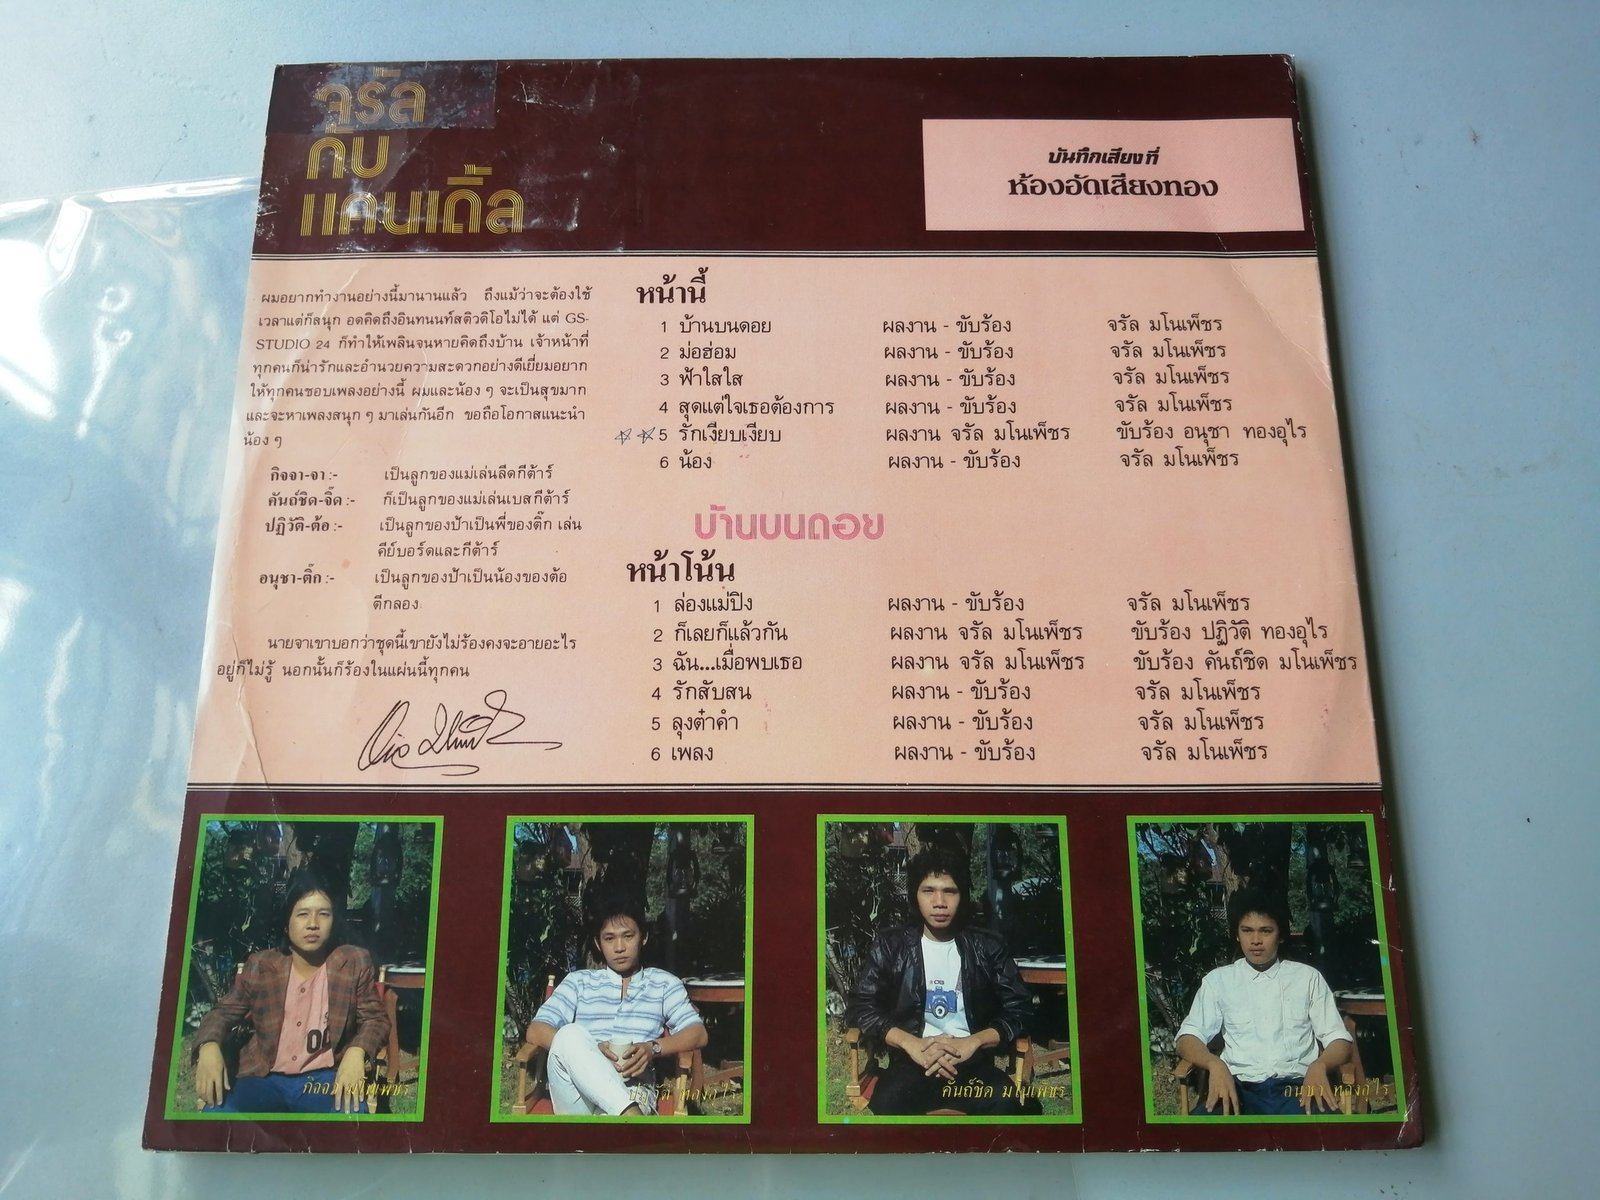 จรัล
กับ
แคนเดิ้ล
บันทึกเสียงที่
ห้องอัดเสียงทอง
ผมอยากทำงานอย่างนี้มานานแล้ว ถึงแม้ว่าจะต้องใช้
เวลาแต่ก็สนุก อดคิดถึงอินทนนท์สติวดิโอไม่ได้ แต่ GS-
STUDIO 24 ก็ทำให้เพลินจนหายคิดถึงบ้าน เจ้าหน้าที่
ทุกคนก็น่ารักและอำนวยความสะดวกอย่างดีเยี่ยมอยาก
ให้ทุกคนชอบเพลงอย่างนี้ ผมและน้อง ๆ จะเป็นสุขมาก
และจะหาเพลงสนุก ๆ มาเล่นกันอีก ขอถือโอกาสแนะนำ
น้อง ๆ
กิจจา-จา :- เป็นลูกของแม่เล่นลีดกีต้าร์
คันถ์ชิด-จี๊ด :- ก็เป็นลูกของแม่เล่นเบสกีต้าร์
ปฏิวัติ-ต้อ :- เป็นลูกของป้าเป็นพี่ของติ๊ก เล่น
คีย์บอร์ดและกีต้าร์
อนุชา-ติ๊ก :- เป็นลูกของป้าเป็นน้องของต้อ
ตีกลอง
นายจาเขาบอกว่าชุดนี้เขายังไม่ร้องคงจะอายอะไร
อยู่ก็ไม่รู้ นอกนั้นก็ร้องในแผ่นนี้ทุกคน
หน้านี้
1 บ้านบนดอย ผลงาน - ขับร้อง จรัล มโนเพ็ชร
2 ม่อฮ่อม ผลงาน - ขับร้อง จรัล มโนเพ็ชร
3 ฟ้าใสใส ผลงาน - ขับร้อง จรัล มโนเพ็ชร
4 สุดแต่ใจเธอต้องการ ผลงาน - ขับร้อง จรัล มโนเพ็ชร
5 รักเงียบเงียบ ผลงาน จรัล มโนเพ็ชร ขับร้อง อนุชา ทองอุไร
6 น้อง ผลงาน - ขับร้อง จรัล มโนเพ็ชร
บ้านบนดอย
หน้าโน้น
1 ล่องแม่ปิง ผลงาน - ขับร้อง จรัล มโนเพ็ชร
2 ก็เลยก็แล้วกัน ผลงาน จรัล มโนเพ็ชร ขับร้อง ปฏิวัติ ทองอุไร
3 ฉัน...เมื่อพบเธอ ผลงาน จรัล มโนเพ็ชร ขับร้อง คันถ์ชิด มโนเพ็ชร
4 รักสับสน ผลงาน - ขับร้อง จรัล มโนเพ็ชร
5 ลุงต๋าคำ ผลงาน - ขับร้อง จรัล มโนเพ็ชร
6 เพลง ผลงาน - ขับร้อง จรัล มโนเพ็ชร
กิจจา มโนเพ็ชร
ปฏิวัติ ทองอุไร
คันถ์ชิด มโนเพ็ชร
อนุชา ทองอุไร